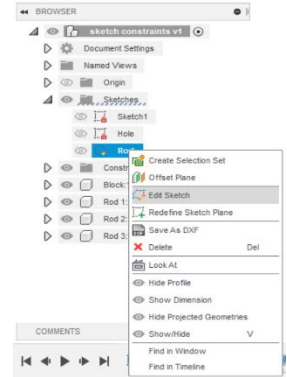 BROWSER
sketch constraints v1
Document Settings
Named Views
Origin
Sketches
Sketch1
Hole
Create Selection Set
Offset Plane
Edit Sketch
Redefine Sketch Plane
Save As DXF
Delete Del
Look At
Hide Profile
Show Dimension
Hide Projected Geometries
Show/Hide V
Find in Window
Find in Timeline
Constr
Block:
Rod 1:
Rod 2:
Rod 3:
COMMENTS